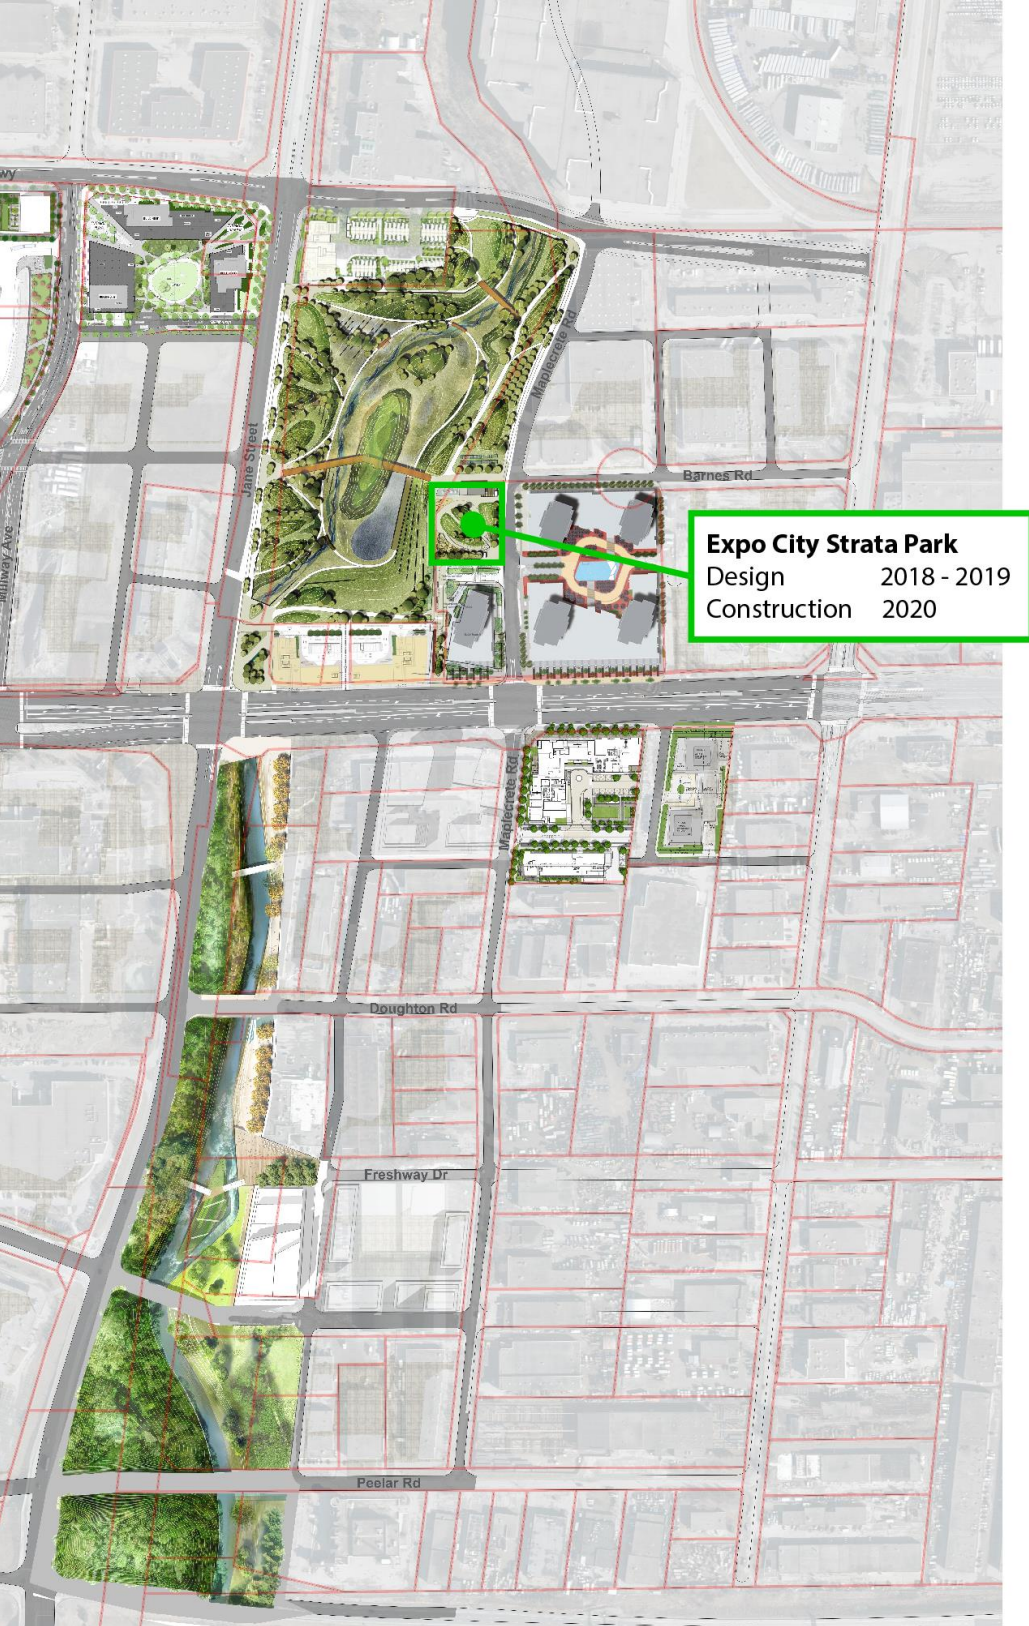 wy
Maplecrete Rd
Jane Street
Barnes Rd
Expo City Strata Park
Design 2018 - 2019
Construction 2020
Millway Ave
Maplecrete Rd
Doughton Rd
Freshway Dr
Peelar Rd